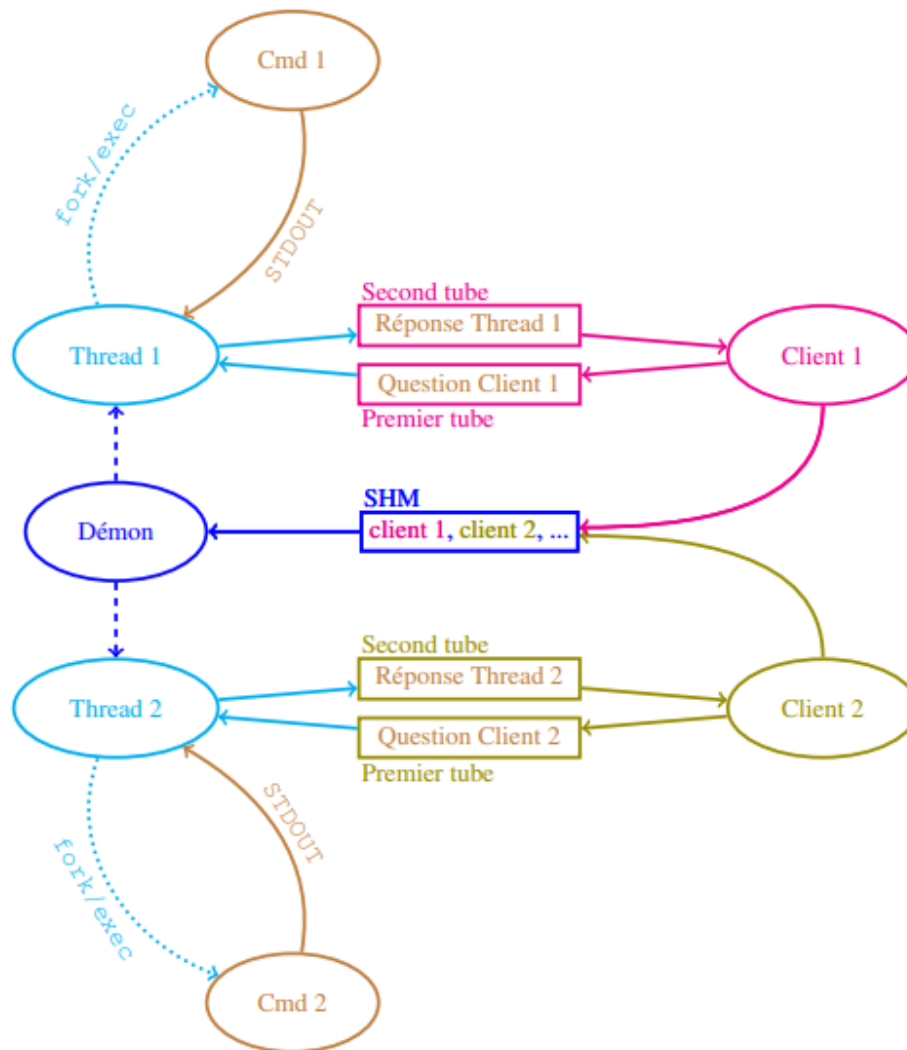 Cmd 1
fork/exec
STDOUT
Second tube
Réponse Thread 1
Thread 1
Client 1
Question Client 1
Premier tube
SHM
Démon
client 1, client 2, ...
Second tube
Réponse Thread 2
Thread 2
Client 2
Question Client 2
Premier tube
STDOUT
fork/exec
Cmd 2